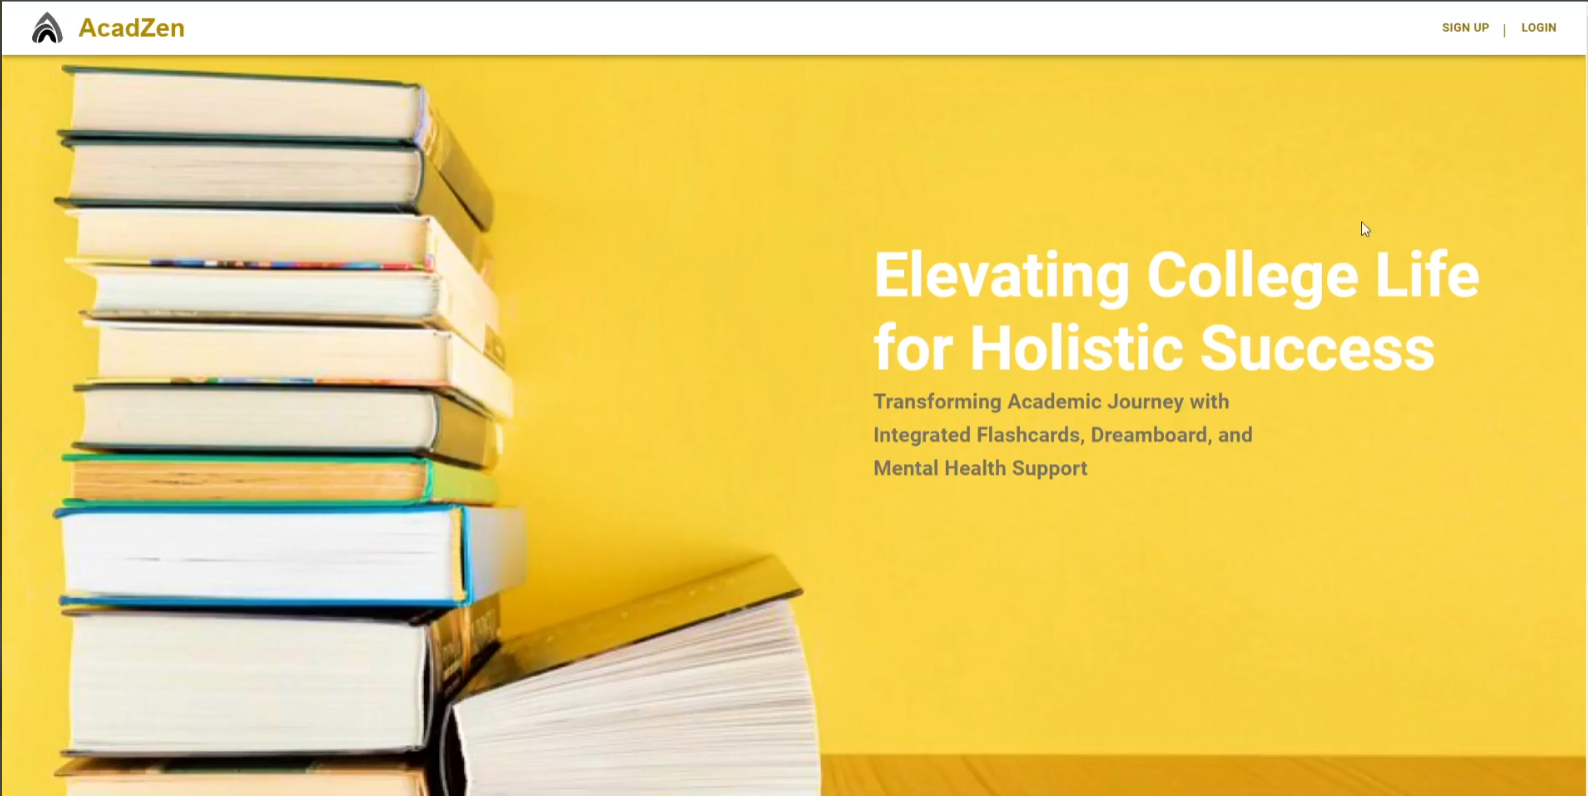 AcadZen
SIGN UP | LOGIN
Elevating College Life
for Holistic Success
Transforming Academic Journey with
Integrated Flashcards, Dreamboard, and
Mental Health Support